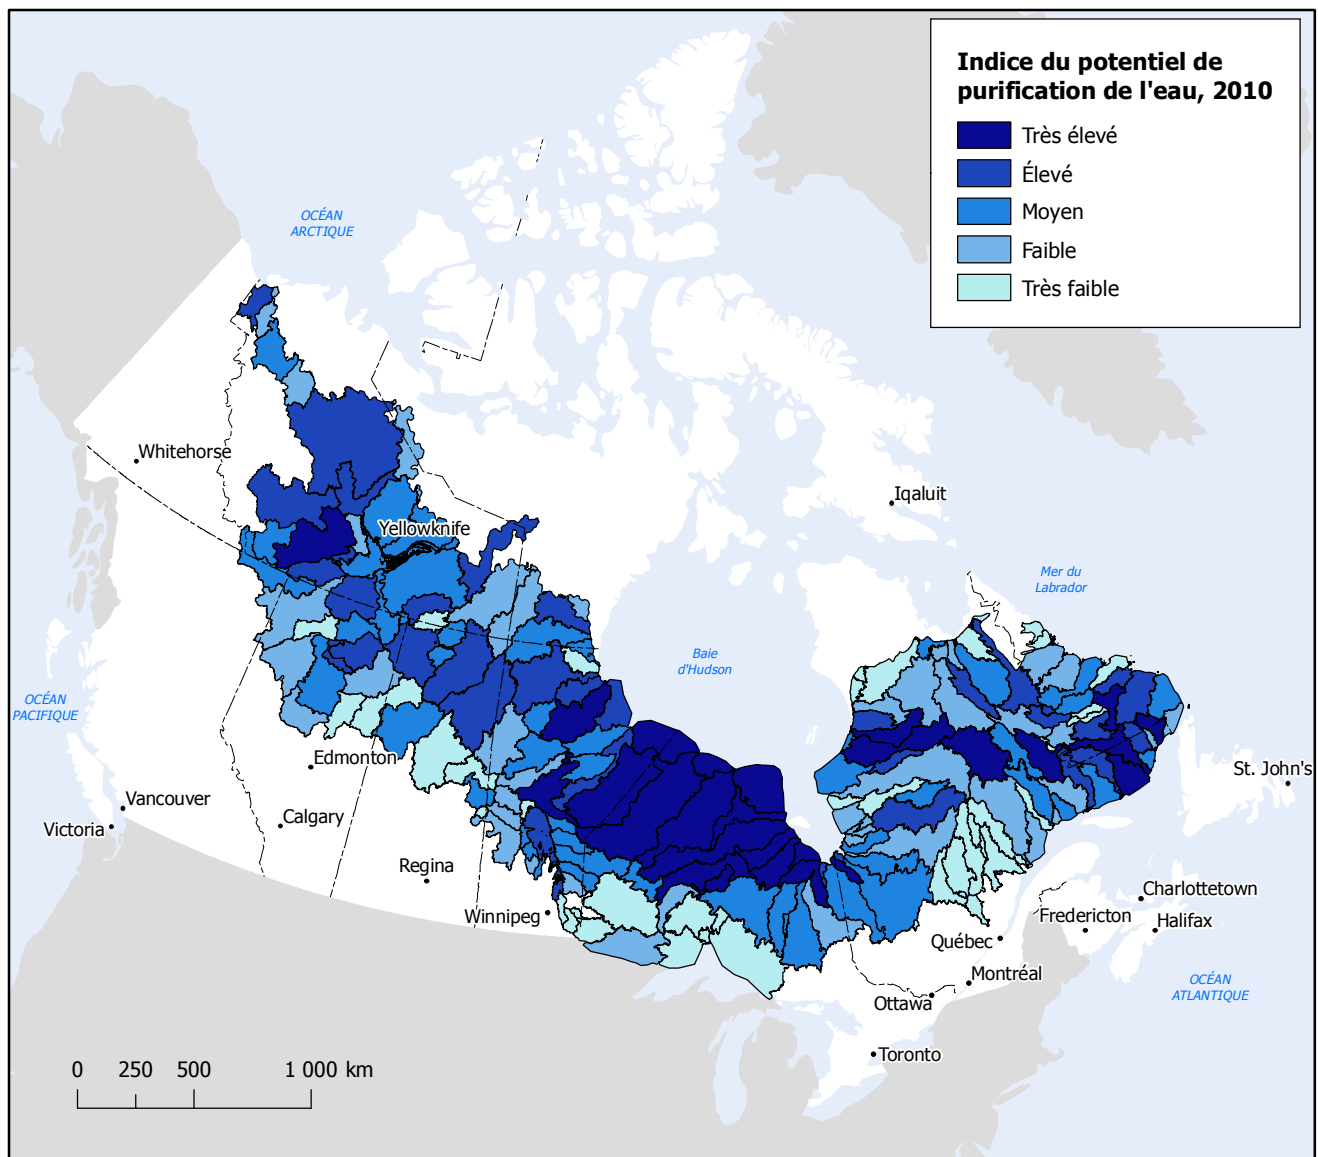 Indice du potentiel de
purification de l'eau, 2010
Très élevé
Élevé
Moyen
Faible
Très faible
OCÉAN
ARCTIQUE
Whitehorse
Yellowknife
Iqaluit
Mer du
Labrador
Baie
d'Hudson
OCÉAN
PACIFIQUE
Edmonton
St. John's
Vancouver
Victoria
Calgary
Regina
Winnipeg
Charlottetown
Fredericton
Halifax
Québec
Montréal
Ottawa
OCÉAN
ATLANTIQUE
Toronto
0 250 500 1 000 km